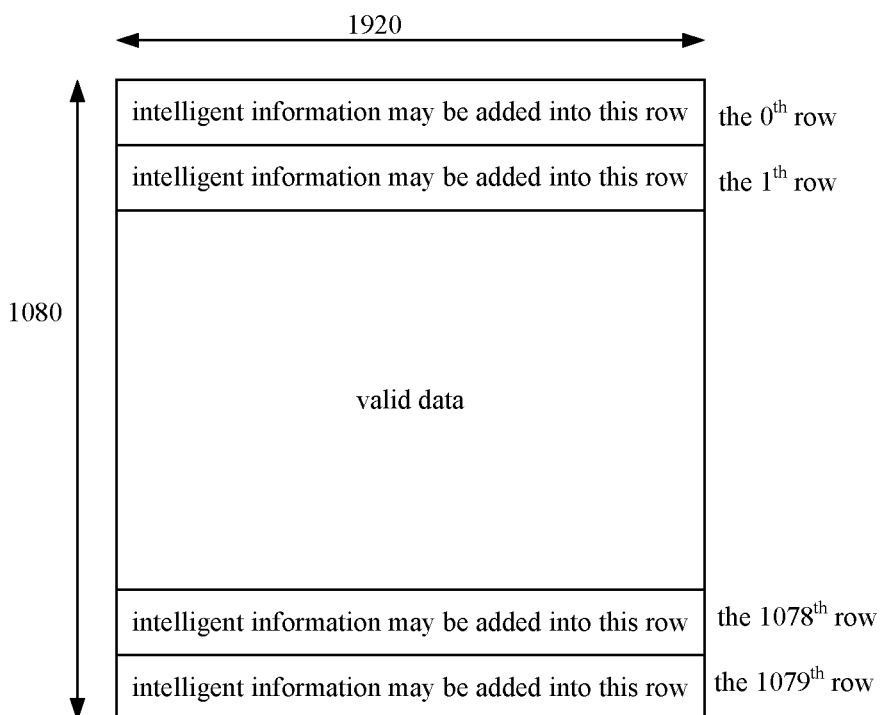 1920
intelligent information may be added into this row the 0th row
intelligent information may be added into this row the 1th row
1080
valid data
intelligent information may be added into this row the 1078th row
intelligent information may be added into this row the 1079th row